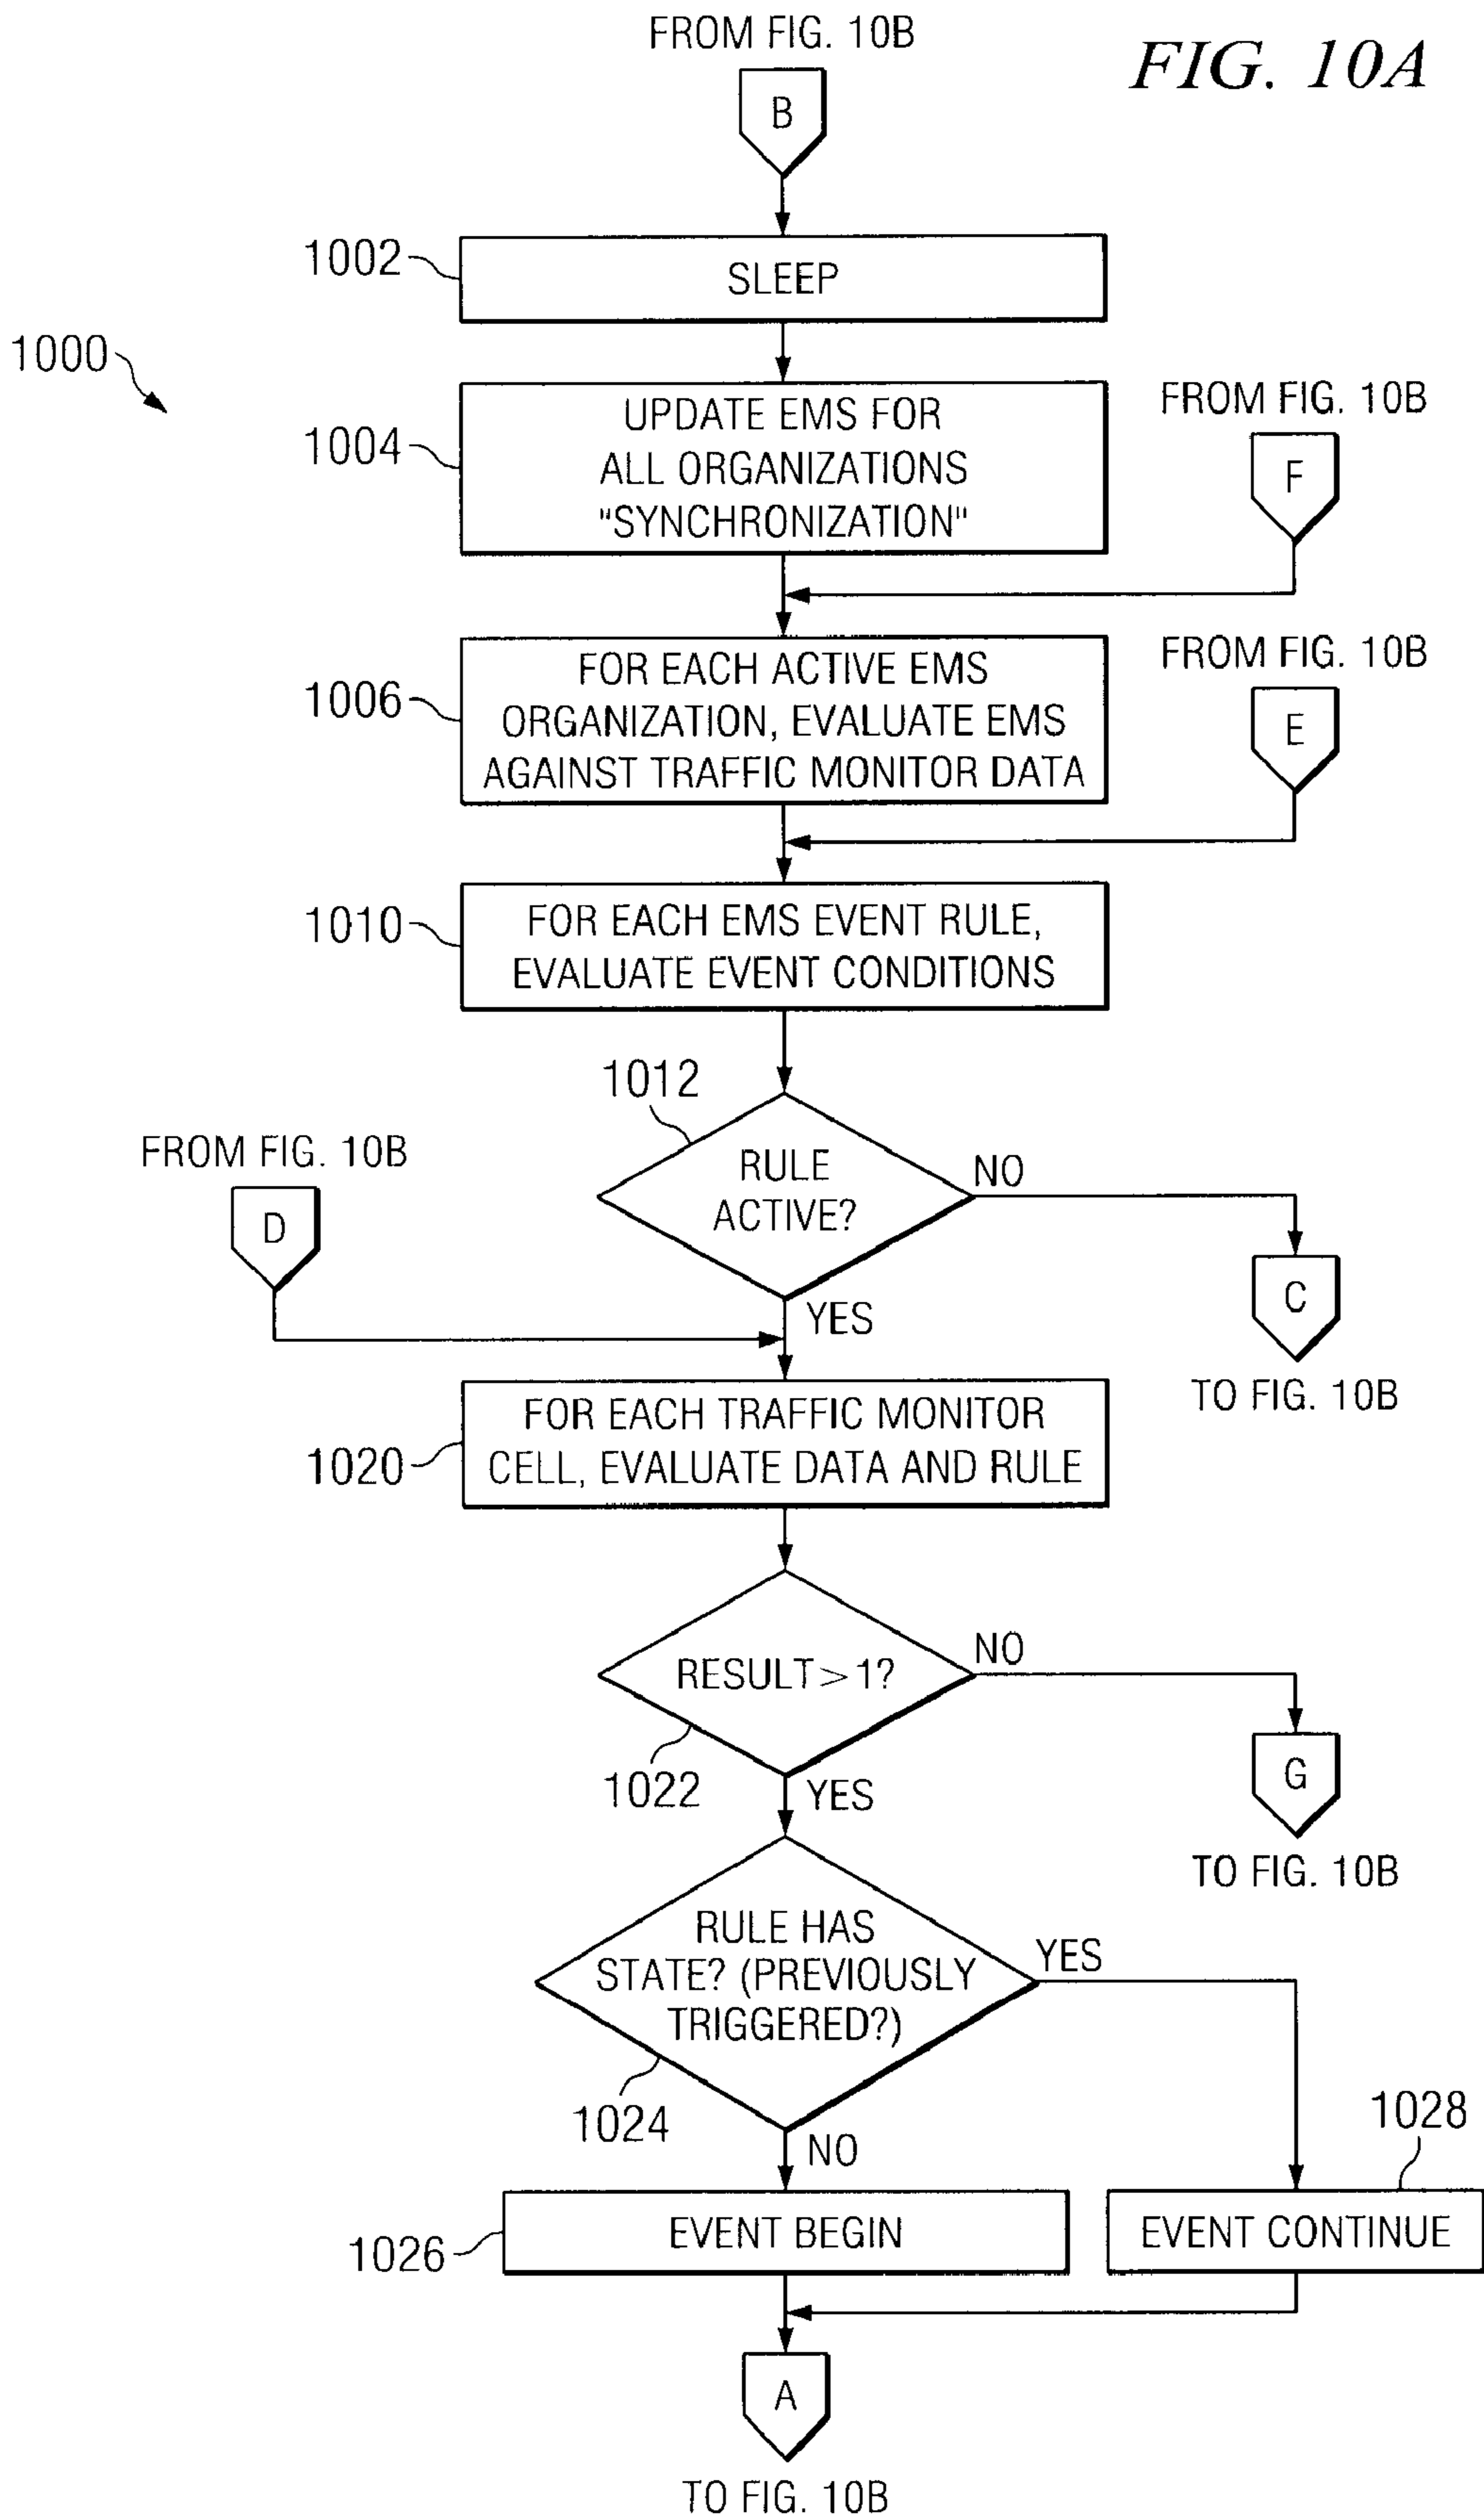 FROM FIG. 10B
FIG. 10A
B
1002
SLEEP
1000
1004
UPDATE EMS FOR
ALL ORGANIZATIONS
"SYNCHRONIZATION"
FROM FIG. 10B
F
1006
FOR EACH ACTIVE EMS
ORGANIZATION, EVALUATE EMS
AGAINST TRAFFIC MONITOR DATA
FROM FIG. 10B
E
1010
FOR EACH EMS EVENT RULE,
EVALUATE EVENT CONDITIONS
1012
RULE
ACTIVE?
NO
FROM FIG. 10B
D
C
YES
TO FIG. 10B
1020
FOR EACH TRAFFIC MONITOR
CELL, EVALUATE DATA AND RULE
RESULT > 1?
NO
1022
YES
G
TO FIG. 10B
RULE HAS
STATE? (PREVIOUSLY
TRIGGERED?)
YES
1024
NO
1028
1026
EVENT BEGIN
EVENT CONTINUE
A
TO FIG. 10B